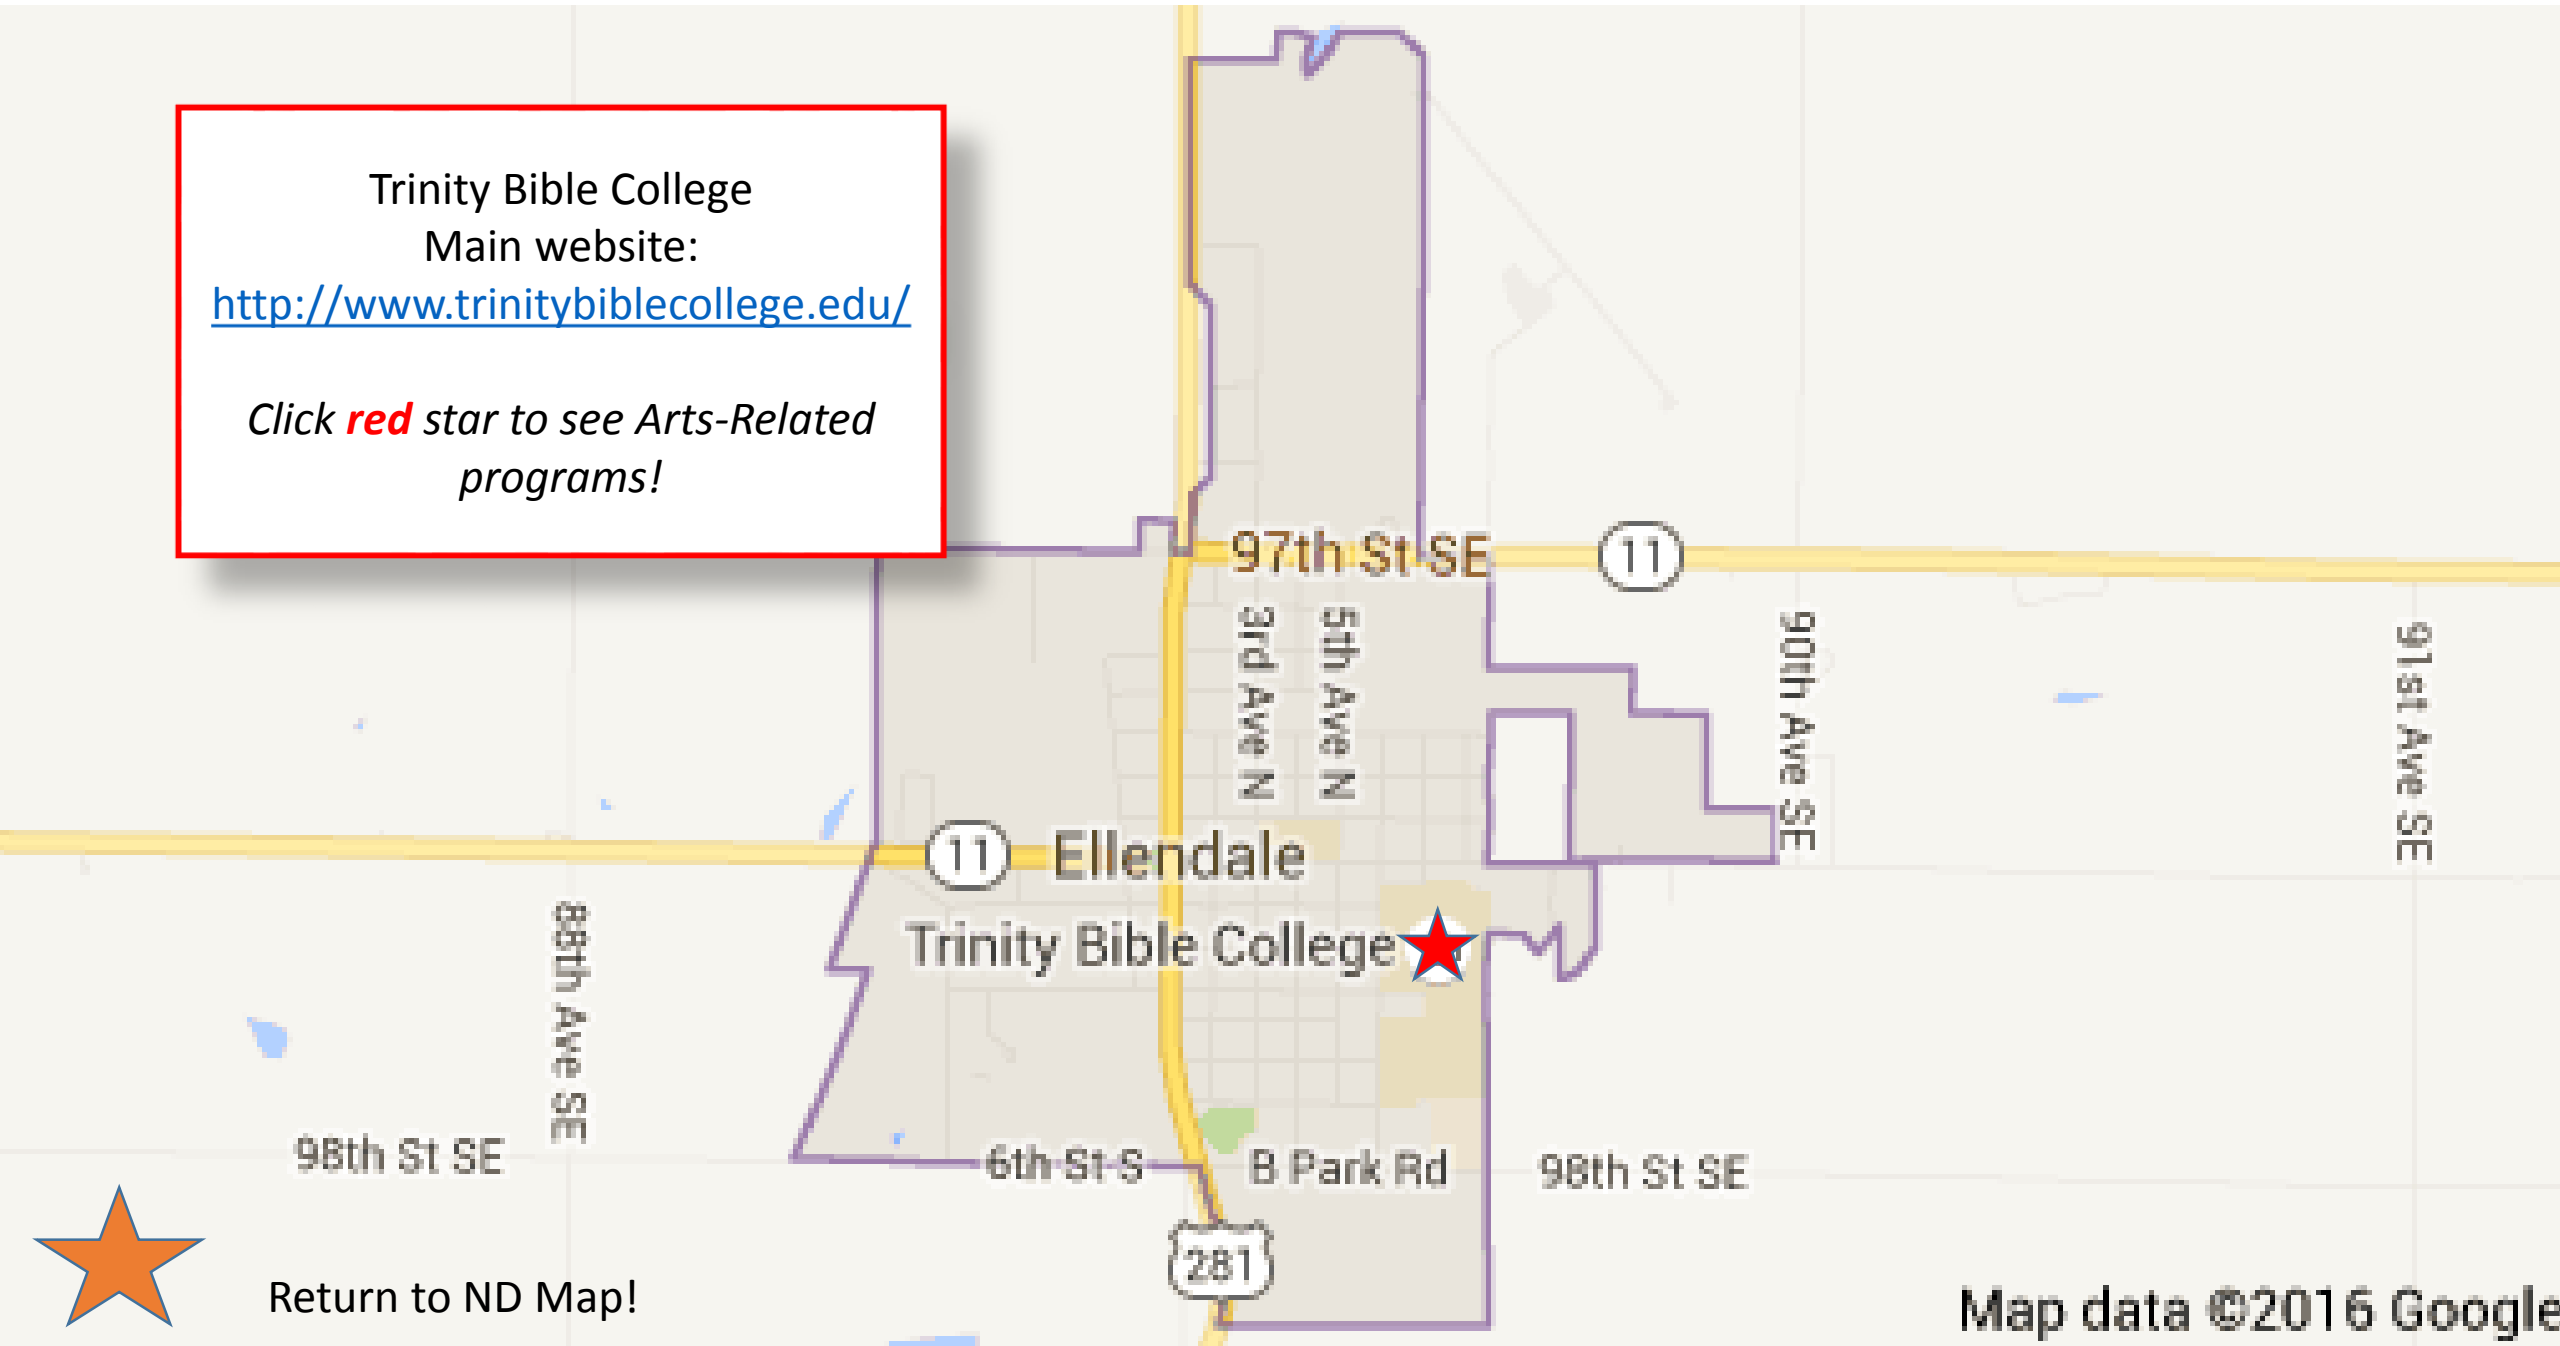 Trinity Bible College
Main website:
http://www.trinitybiblecollege.edu/
Click red star to see Arts-Related
programs!
97th St SE
11
3rd Ave N
5th Ave N
90th Ave SE
91st Ave SE
11
Ellendale
Trinity Bible College
88th Ave SE
98th St SE
6th St S
B Park Rd
98th St SE
281
Return to ND Map!
Map data ©2016 Google